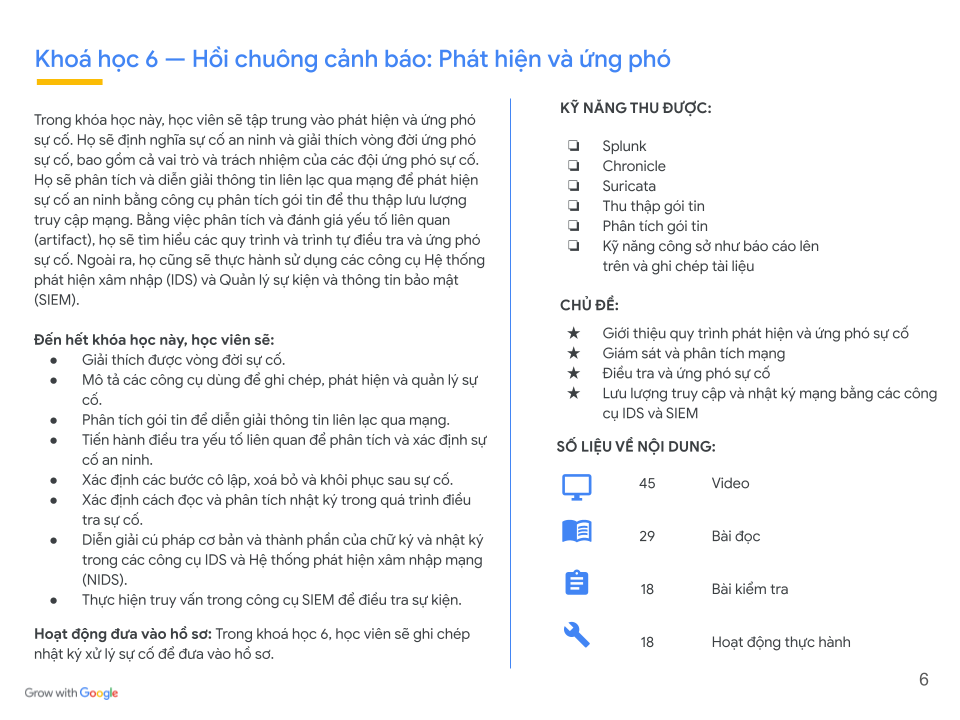 Khoá học 6 — Hồi chuông cảnh báo: Phát hiện và ứng phó
Trong khóa học này, học viên sẽ tập trung vào phát hiện và ứng phó
sự cố. Họ sẽ định nghĩa sự cố an ninh và giải thích vòng đời ứng phó
sự cố, bao gồm cả vai trò và trách nhiệm của các đội ứng phó sự cố.
Họ sẽ phân tích và diễn giải thông tin liên lạc qua mạng để phát hiện
sự cố an ninh bằng công cụ phân tích gói tin để thu thập lưu lượng
truy cập mạng. Bằng việc phân tích và đánh giá yếu tố liên quan
(artifact), họ sẽ tìm hiểu các quy trình và trình tự điều tra và ứng phó
sự cố. Ngoài ra, họ cũng sẽ thực hành sử dụng các công cụ Hệ thống
phát hiện xâm nhập (IDS) và Quản lý sự kiện và thông tin bảo mật
(SIEM).
Đến hết khóa học này, học viên sẽ:
● Giải thích được vòng đời sự cố.
● Mô tả các công cụ dùng để ghi chép, phát hiện và quản lý sự
cố.
● Phân tích gói tin để diễn giải thông tin liên lạc qua mạng.
● Tiến hành điều tra yếu tố liên quan để phân tích và xác định sự
cố an ninh.
● Xác định các bước cô lập, xoá bỏ và khôi phục sau sự cố.
● Xác định cách đọc và phân tích nhật ký trong quá trình điều
tra sự cố.
● Diễn giải cú pháp cơ bản và thành phần của chữ ký và nhật ký
trong các công cụ IDS và Hệ thống phát hiện xâm nhập mạng
(NIDS).
● Thực hiện truy vấn trong công cụ SIEM để điều tra sự kiện.
Hoạt động đưa vào hồ sơ: Trong khoá học 6, học viên sẽ ghi chép
nhật ký xử lý sự cố để đưa vào hồ sơ.
KỸ NĂNG THU ĐƯỢC:
❏ Splunk
❏ Chronicle
❏ Suricata
❏ Thu thập gói tin
❏ Phân tích gói tin
❏ Kỹ năng công sở như báo cáo lên
trên và ghi chép tài liệu
CHỦ ĐỀ:
★ Giới thiệu quy trình phát hiện và ứng phó sự cố
★ Giám sát và phân tích mạng
★ Điều tra và ứng phó sự cố
★ Lưu lượng truy cập và nhật ký mạng bằng các công
cụ IDS và SIEM
SỐ LIỆU VỀ NỘI DUNG:
45 Video
29 Bài đọc
18 Bài kiểm tra
18 Hoạt động thực hành
Grow with Google
6